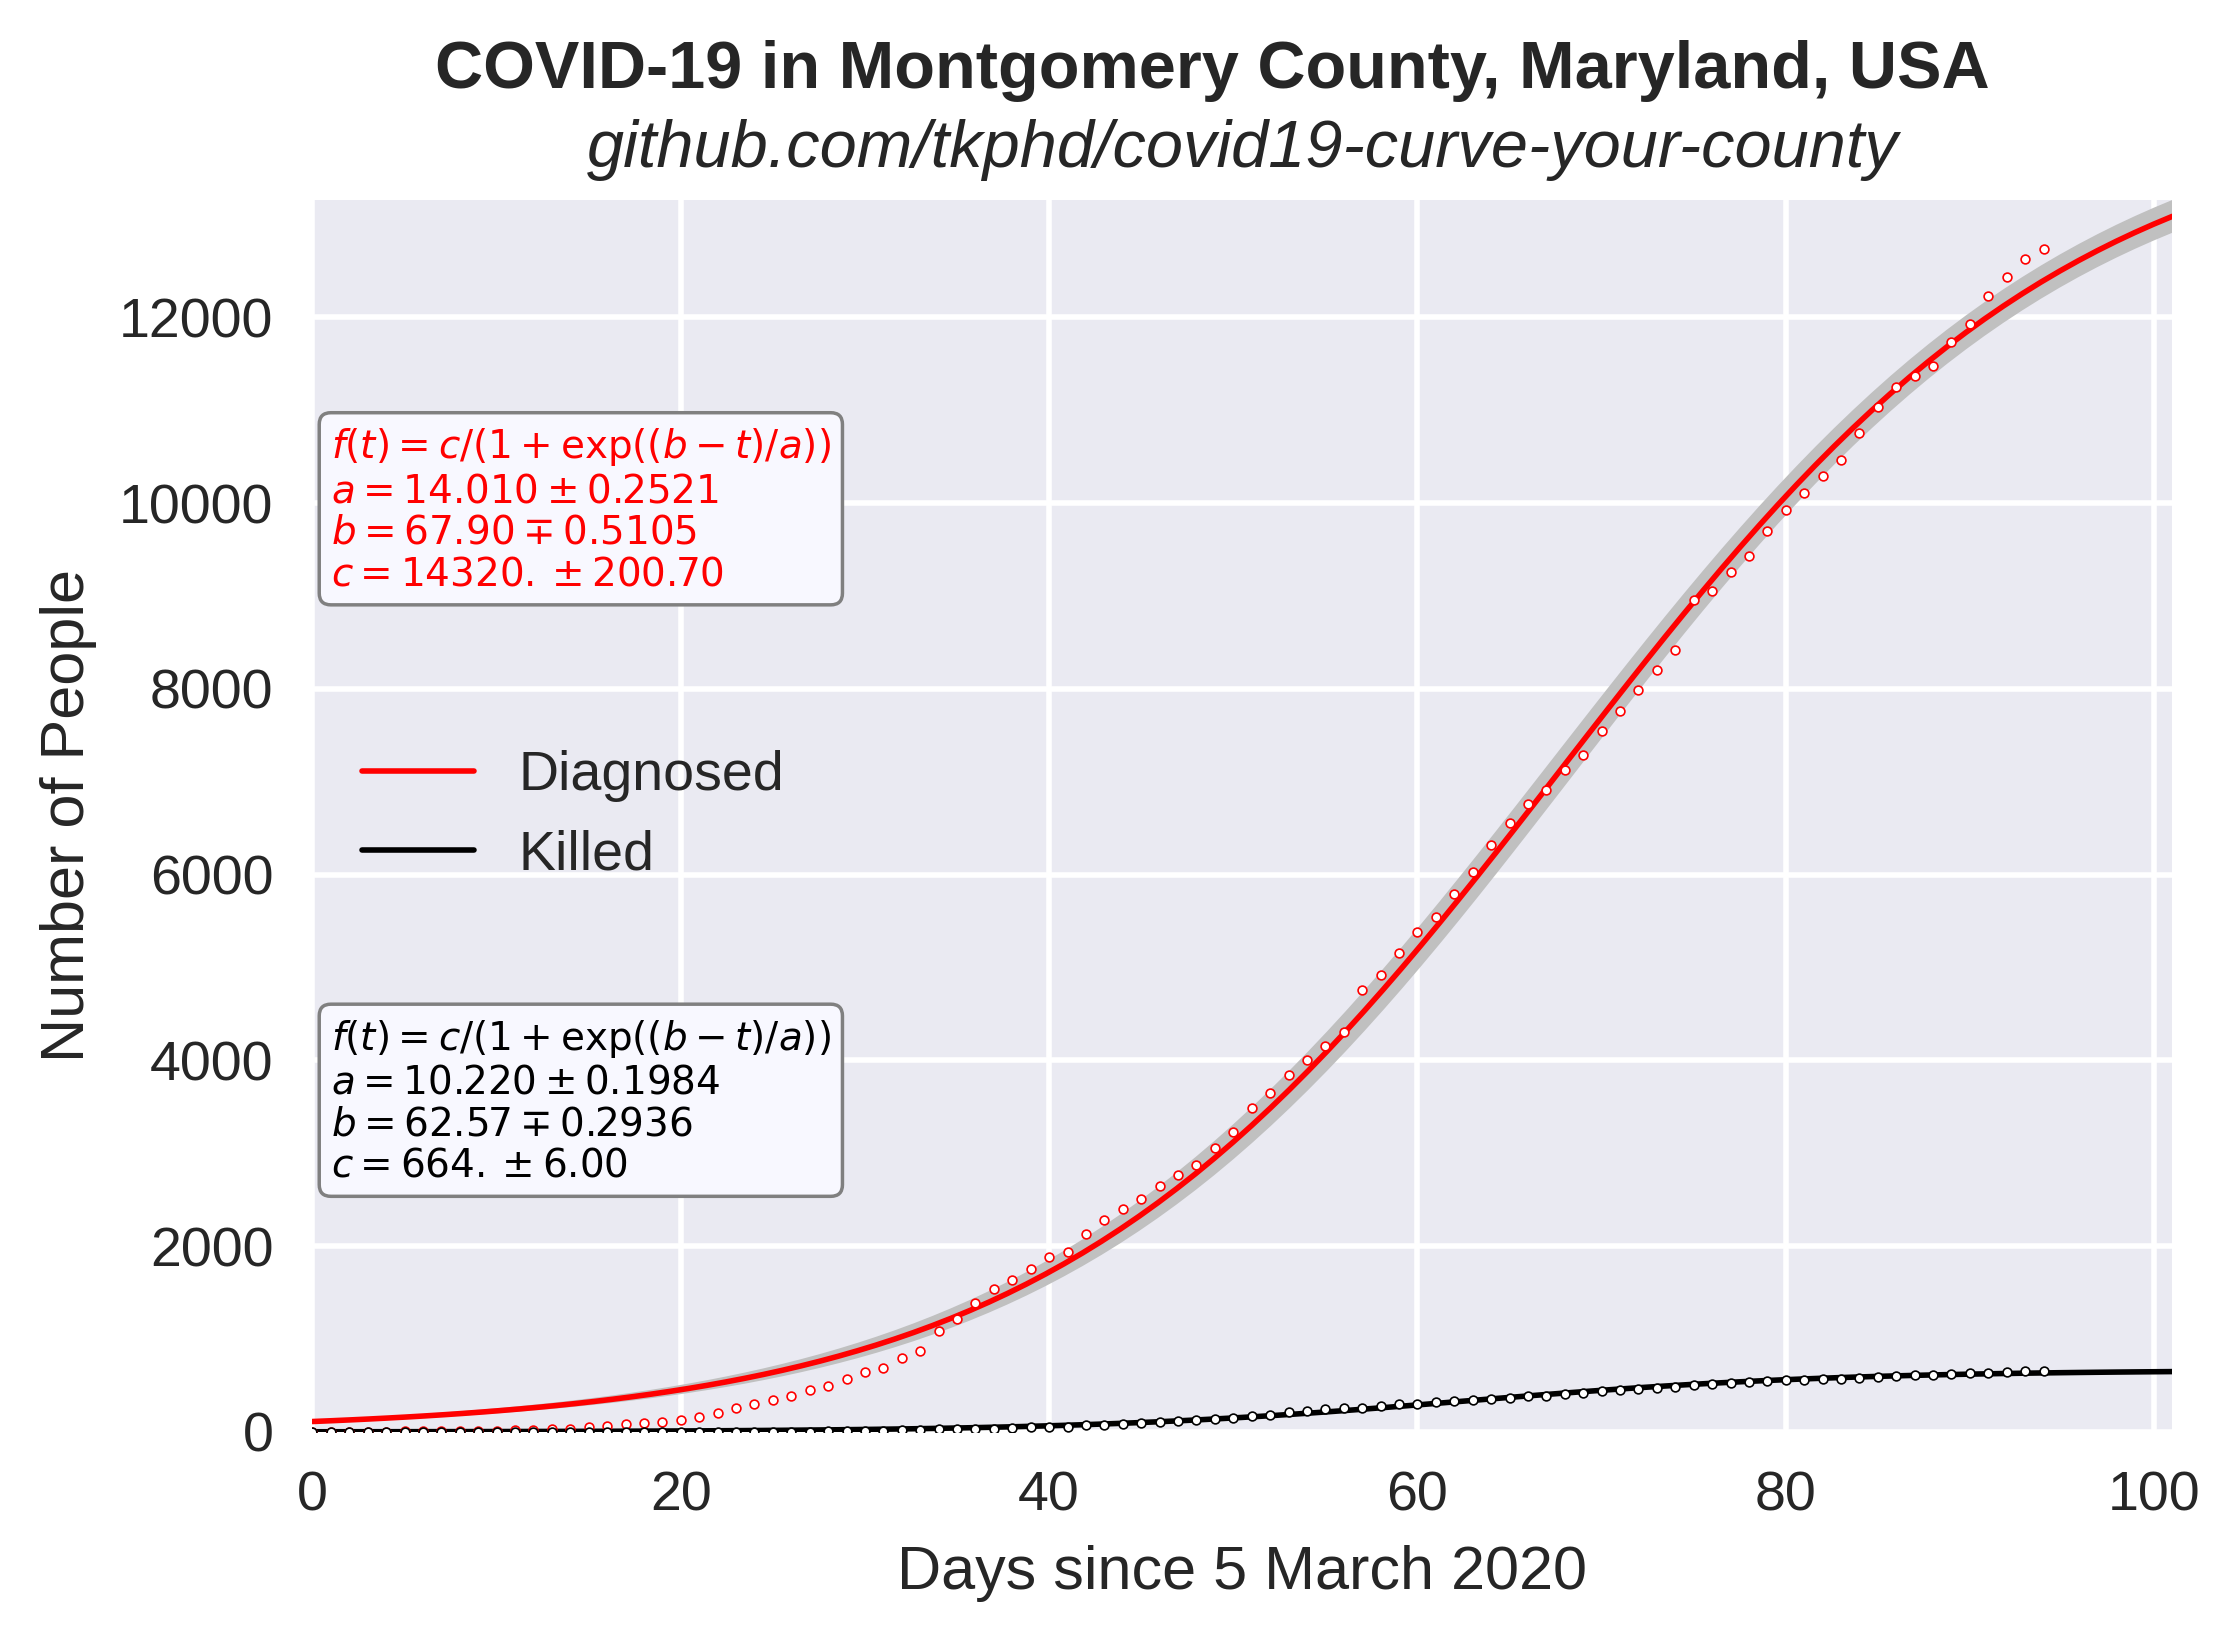 COVID-19 in Montgomery County, Maryland, USA
github.com/tkphd/covid19-curve-your-county
Number of People
12000
10000
8000
6000
4000
2000
0
f(t) = c/(1 + exp((b − t)/a))
a = 14.010 ± 0.2521
b = 67.90 ∓ 0.5105
c = 14320. ± 200.70
Diagnosed
Killed
f(t) = c/(1 + exp((b − t)/a))
a = 10.220 ± 0.1984
b = 62.57 ∓ 0.2936
c = 664. ± 6.00
0 20 40 60 80 100
Days since 5 March 2020